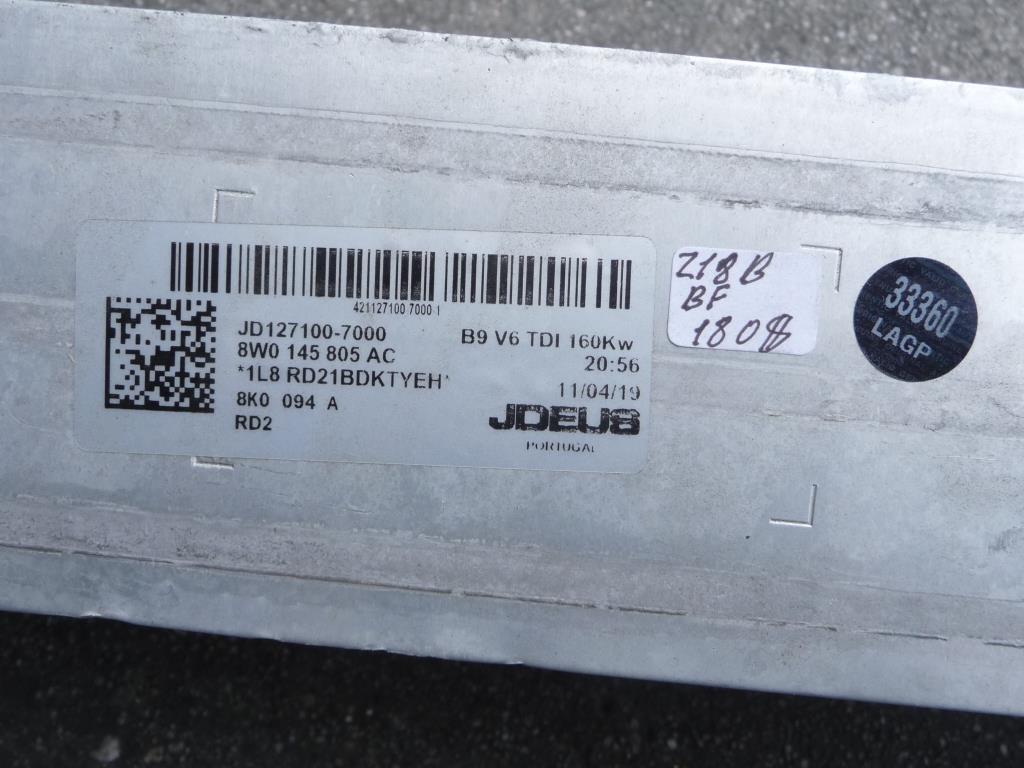 421127100 7000 1
JD127100-7000
8W0 145 805 AC
*1L8 RD21BDKTYEH*
8K0 094 A
RD2
B9 V6 TDI 160Kw
20:56
11/04/19
JDEUS
PORTUGAL
Z18B
BF
1808
33360
LAGP